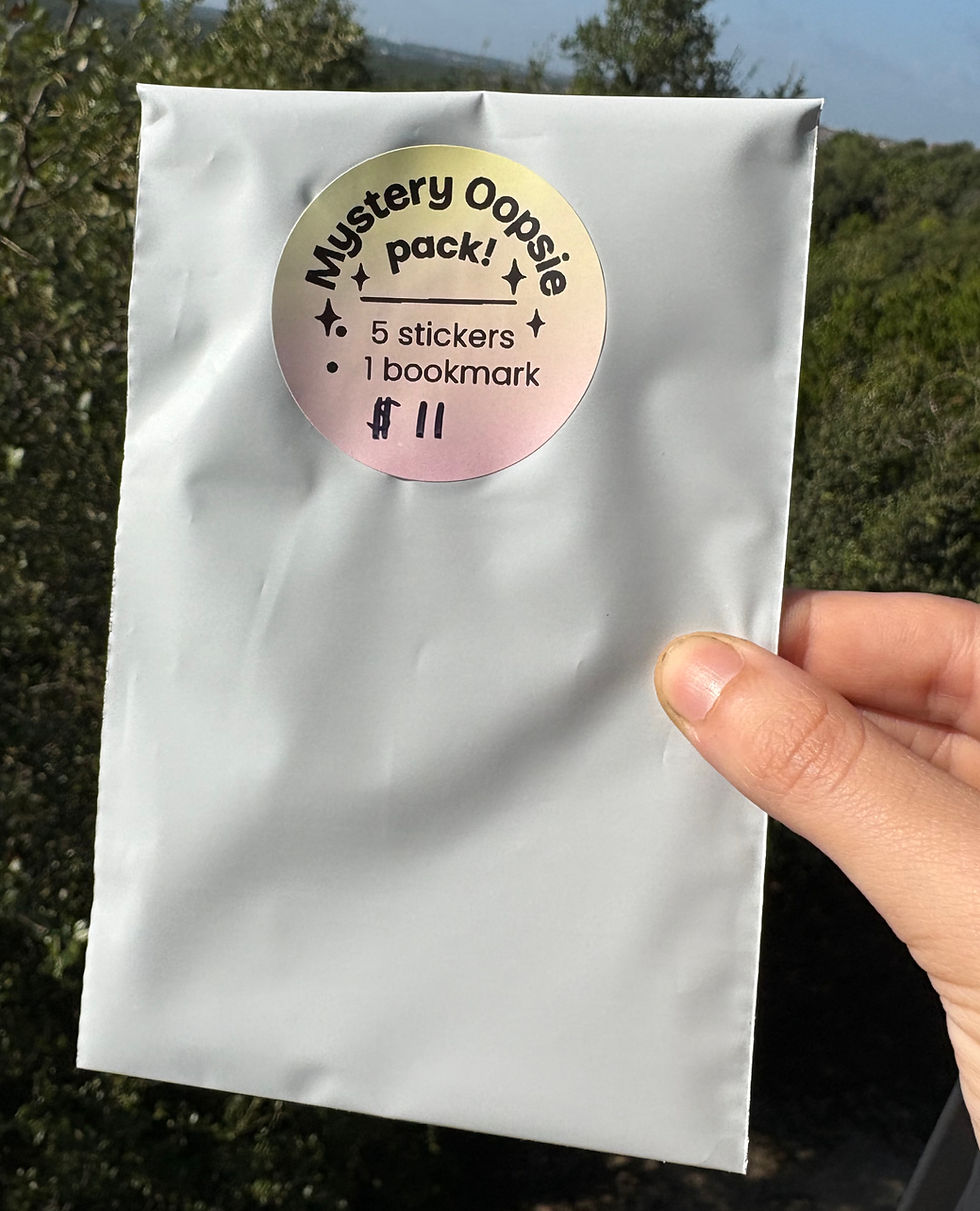 Mystery Oopsie
pack!
• 5 stickers
• 1 bookmark
$ 11